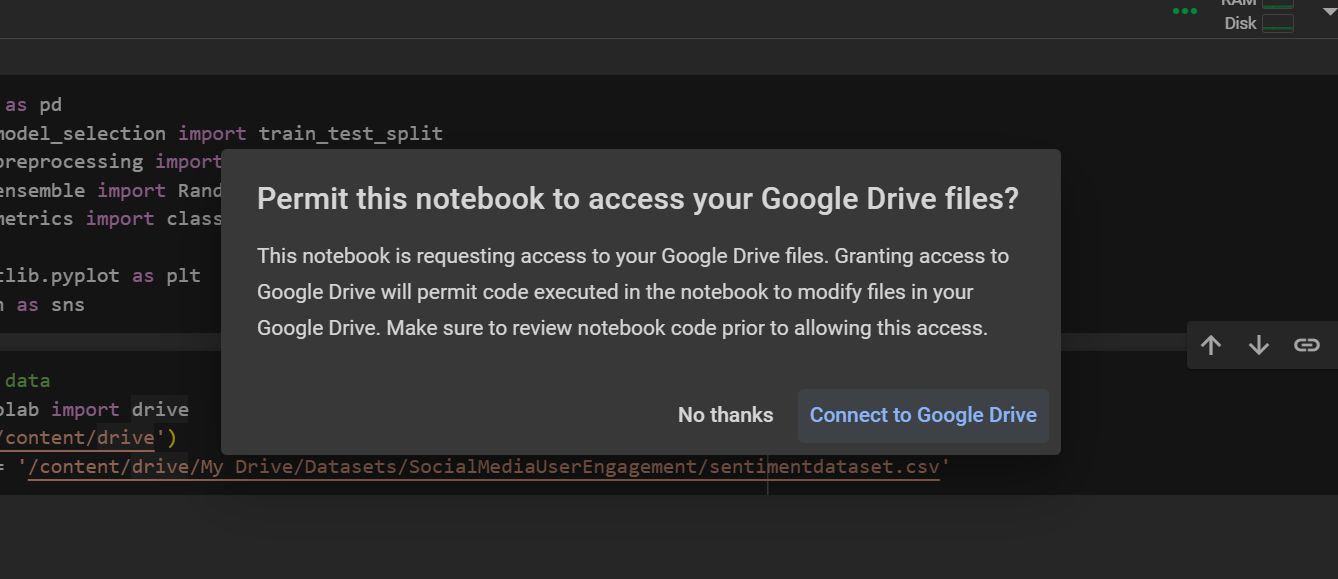 RAM
Disk
as pd
model_selection import train_test_split
preprocessing import
ensemble import Rand
metrics import class
tlib.pyplot as plt
n as sns
Permit this notebook to access your Google Drive files?
This notebook is requesting access to your Google Drive files. Granting access to
Google Drive will permit code executed in the notebook to modify files in your
Google Drive. Make sure to review notebook code prior to allowing this access.
No thanks
Connect to Google Drive
data
olab import drive
/content/drive')
= '/content/drive/My Drive/Datasets/SocialMediaUserEngagement/sentimentdataset.csv'